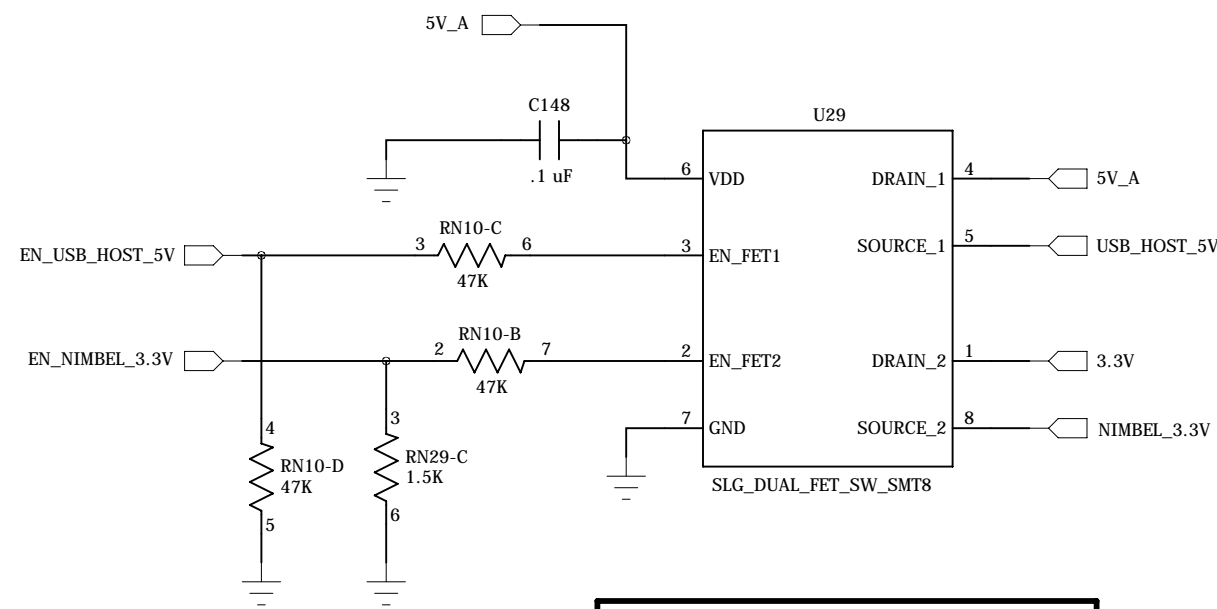 5V_A
C148
.1 uF
U29
6 VDD
DRAIN_1 4 5V_A
EN_USB_HOST_5V
3 RN10-C 6
47K
3 EN_FET1
SOURCE_1 5 USB_HOST_5V
EN_NIMBEL_3.3V
2 RN10-B 7
47K
2 EN_FET2
DRAIN_2 1 3.3V
7 GND
SOURCE_2 8 NIMBEL_3.3V
SLG_DUAL_FET_SW_SMT8
4
RN10-D
47K
5
3
RN29-C
1.5K
6